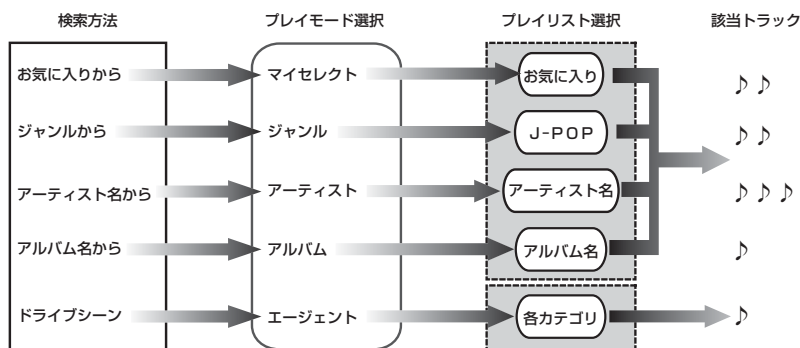 検索方法 プレイモード選択 プレイリスト選択 該当トラック
お気に入りから マイセレクト お気に入り ♪♪
ジャンルから ジャンル J-POP ♪♪
アーティスト名から アーティスト アーティスト名 ♪♪♪
アルバム名から アルバム アルバム名 ♪
ドライブシーン エージェント 各カテゴリ ♪